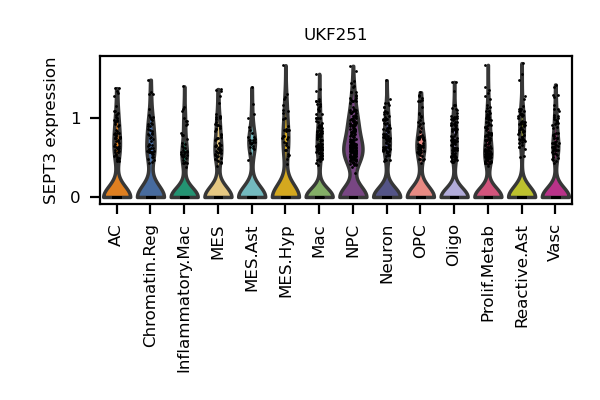 UKF251
SEPT3 expression
1
0
AC
Chromatin.Reg
Inflammatory.Mac
MES
MES.Ast
MES.Hyp
Mac
NPC
Neuron
OPC
Oligo
Prolif.Metab
Reactive.Ast
Vasc